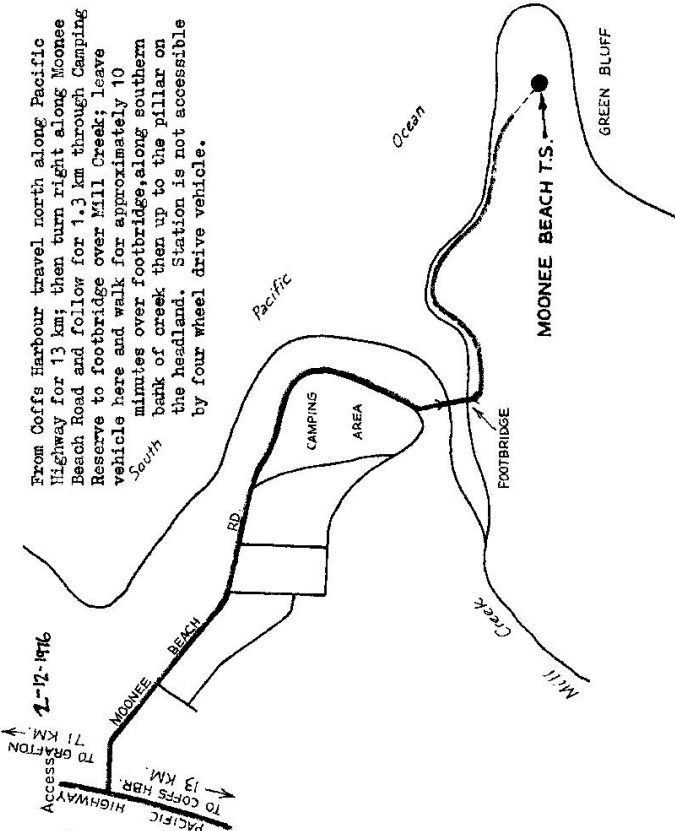 From Coffs Harbour travel north along Pacific
Highway for 13 km; then turn right along Moonee
Beach Road and follow for 1.3 km through Camping
Reserve to footbridge over Mill Creek; leave
vehicle here and walk for approximately 10
minutes over footbridge,along southern
bank of creek then up to the pillar on
the headland. Station is not accessible
by four wheel drive vehicle.
Access
2-12-1976
TO GRAFTON
71 KM.
PACIFIC HIGHWAY
TO COFFS HBR.
13 KM.
MOONEE BEACH RD.
South Pacific Ocean
CAMPING
AREA
FOOTBRIDGE
Mill Creek
MOONEE BEACH T.S.
GREEN BLUFF